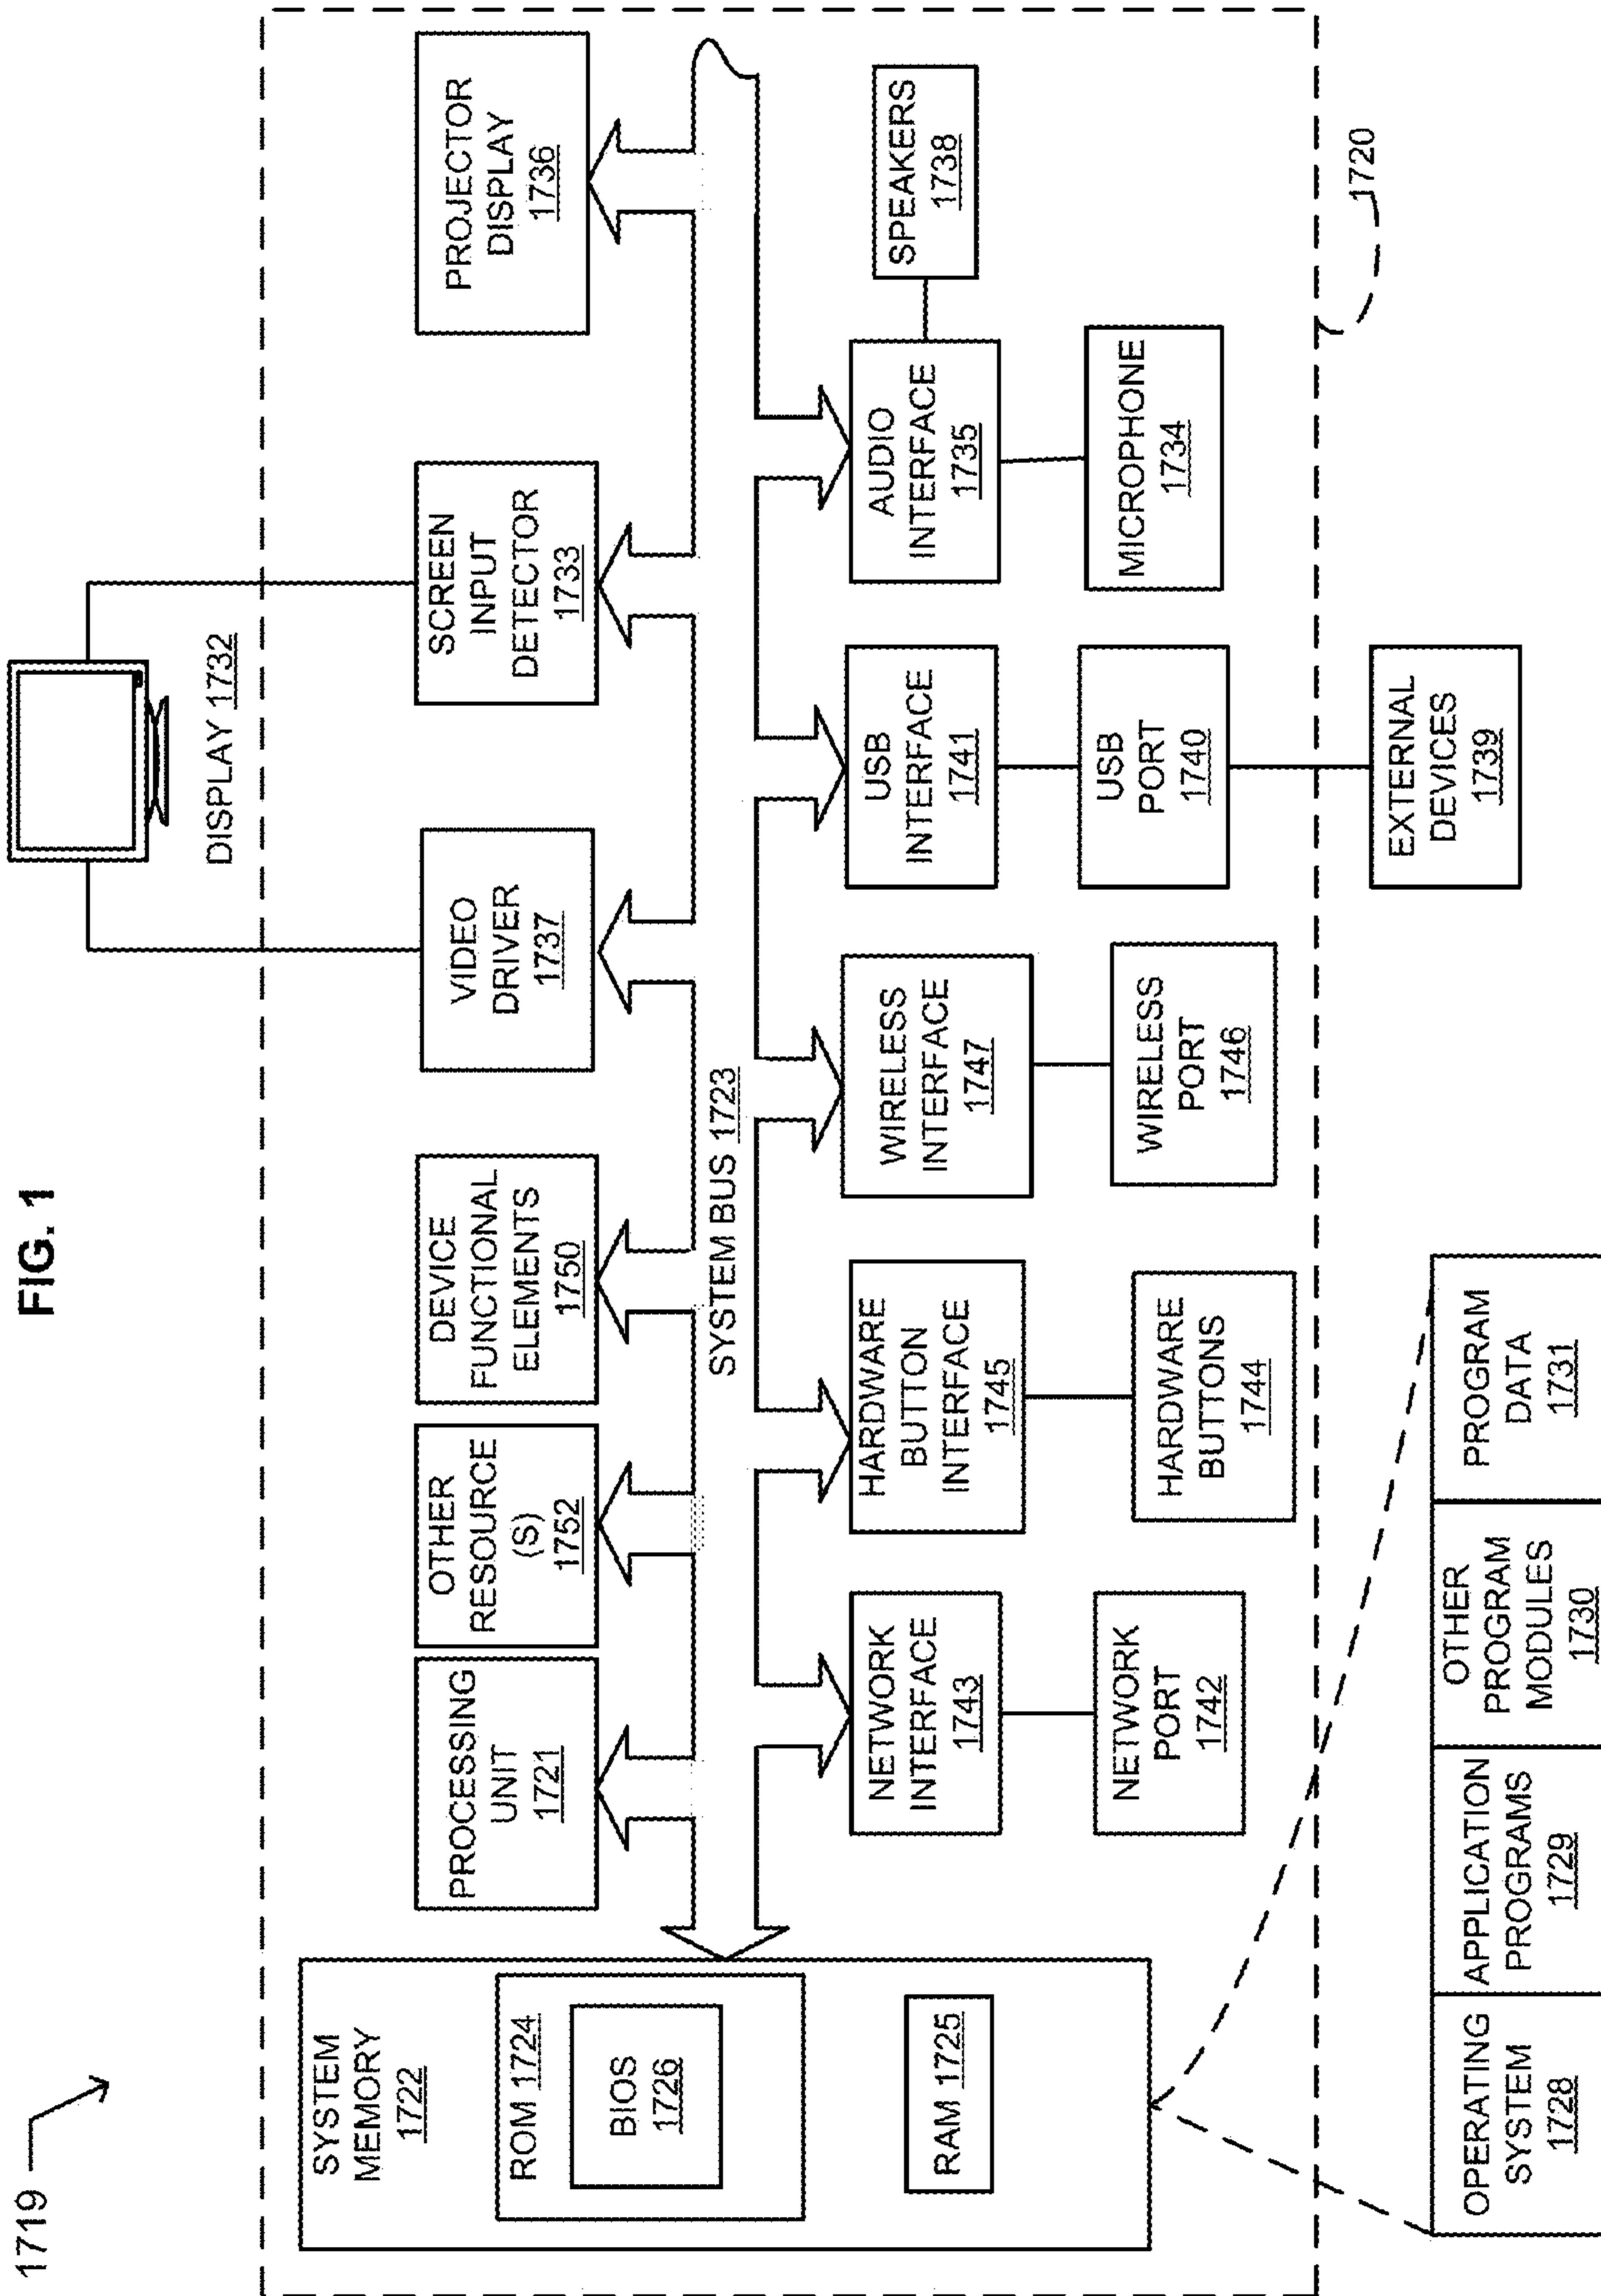 FIG. 1
1719
DISPLAY 1732
SYSTEM
MEMORY
1722
ROM 1724
BIOS
1726
RAM 1725
PROCESSING
UNIT
1721
OTHER
RESOURCE
(S)
1752
DEVICE
FUNCTIONAL
ELEMENTS
1750
VIDEO
DRIVER
1737
SCREEN
INPUT
DETECTOR
1733
PROJECTOR
DISPLAY
1736
SYSTEM BUS 1723
NETWORK
INTERFACE
1743
HARDWARE
BUTTON
INTERFACE
1745
WIRELESS
INTERFACE
1747
USB
INTERFACE
1741
AUDIO
INTERFACE
1735
SPEAKERS
1738
NETWORK
PORT
1742
HARDWARE
BUTTONS
1744
WIRELESS
PORT
1746
USB
PORT
1740
MICROPHONE
1734
1720
EXTERNAL
DEVICES
1739
OPERATING
SYSTEM
1728
APPLICATION
PROGRAMS
1729
OTHER
PROGRAM
MODULES
1730
PROGRAM
DATA
1731